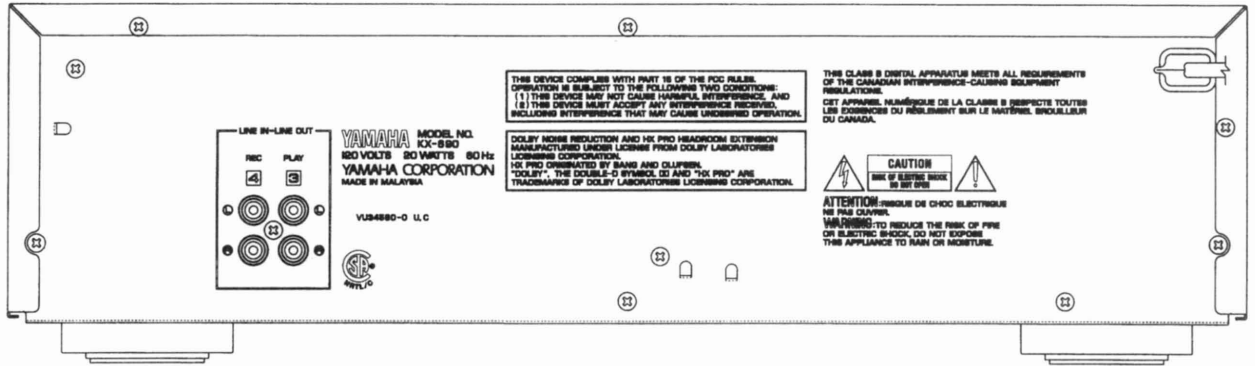 LINE IN-LINE OUT
REC PLAY
4 3
L L
R R
YAMAHA MODEL NO.
KX-690
120 VOLTS 20 WATTS 60 Hz
YAMAHA CORPORATION
MADE IN MALAYSIA
VU34580-0 U, C
SA
NRTL/C
THIS DEVICE COMPLIES WITH PART 15 OF THE FCC RULES.
OPERATION IS SUBJECT TO THE FOLLOWING TWO CONDITIONS:
(1) THIS DEVICE MAY NOT CAUSE HARMFUL INTERFERENCE, AND
(2) THIS DEVICE MUST ACCEPT ANY INTERFERENCE RECEIVED,
INCLUDING INTERFERENCE THAT MAY CAUSE UNDESIRED OPERATION.
DOLBY NOISE REDUCTION AND HX PRO HEADROOM EXTENSION
MANUFACTURED UNDER LICENSE FROM DOLBY LABORATORIES
LICENSING CORPORATION.
HX PRO ORIGINATED BY BANG AND OLUFSEN.
"DOLBY", THE DOUBLE-D SYMBOL AND "HX PRO" ARE
TRADEMARKS OF DOLBY LABORATORIES LICENSING CORPORATION.
THIS CLASS B DIGITAL APPARATUS MEETS ALL REQUIREMENTS
OF THE CANADIAN INTERFERENCE-CAUSING EQUIPMENT
REGULATIONS.
CET APPAREIL NUMÉRIQUE DE LA CLASSE B RESPECTE TOUTES
LES EXIGENCES DU RÈGLEMENT SUR LE MATÉRIEL BROUILLEUR
DU CANADA.
CAUTION
RISK OF ELECTRIC SHOCK
DO NOT OPEN
ATTENTION:RISQUE DE CHOC ELECTRIQUE
NE PAS OUVRIR.
WARNING:TO REDUCE THE RISK OF FIRE
OR ELECTRIC SHOCK, DO NOT EXPOSE
THIS APPLIANCE TO RAIN OR MOISTURE.